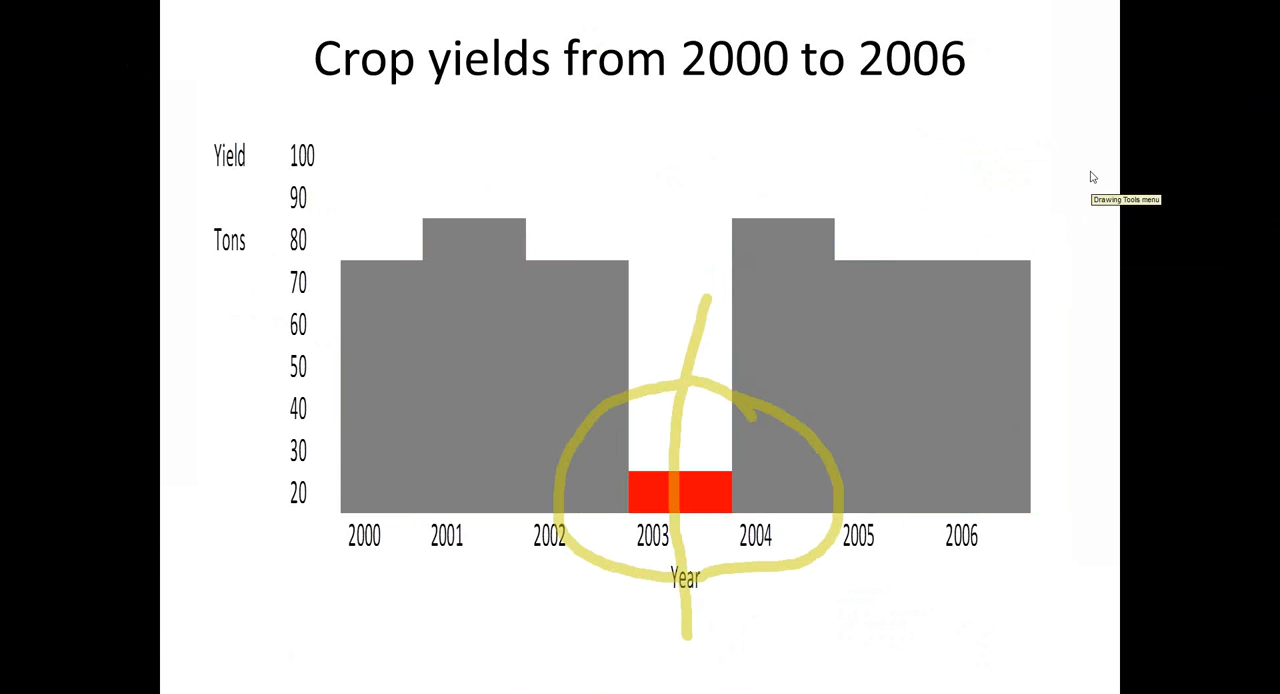 Crop yields from 2000 to 2006
Yield 100
90
Drawing Tools menu
Tons 80
70
60
50
40
30
20
2000 2001 2002 2003 2004 2005 2006
Year